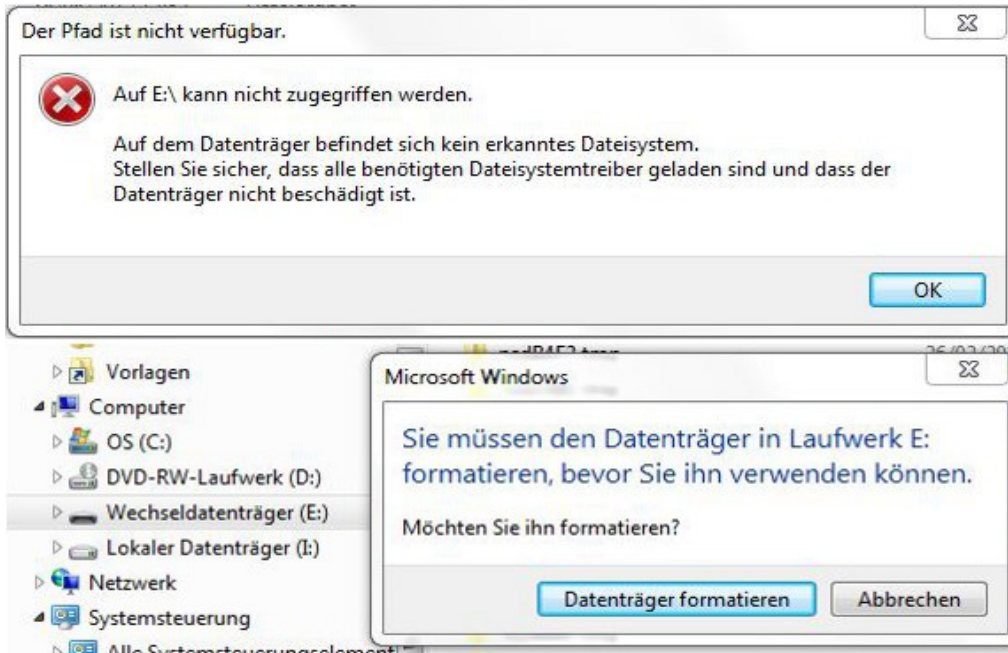 Der Pfad ist nicht verfügbar.
Auf E:\ kann nicht zugegriffen werden.
Auf dem Datenträger befindet sich kein erkanntes Dateisystem.
Stellen Sie sicher, dass alle benötigten Dateisystemtreiber geladen sind und dass der
Datenträger nicht beschädigt ist.
OK
Vorlagen
Computer
OS (C:)
DVD-RW-Laufwerk (D:)
Wechseldatenträger (E:)
Lokaler Datenträger (I:)
Netzwerk
Systemsteuerung
Alle Systemsteuerungselement
Microsoft Windows
Sie müssen den Datenträger in Laufwerk E:
formatieren, bevor Sie ihn verwenden können.
Möchten Sie ihn formatieren?
Datenträger formatieren
Abbrechen